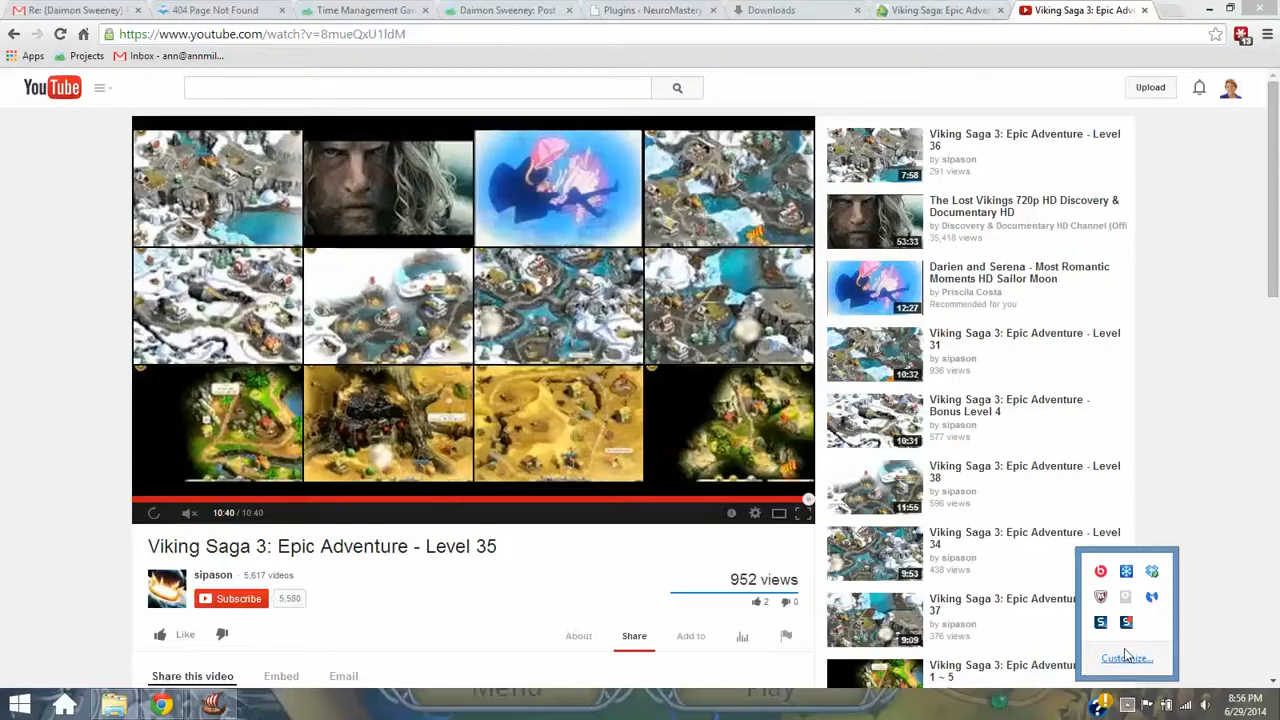 Re: (Daimon Sweeney)
404 Page Not Found
Time Management Gam
Daimon Sweeney: Post
Plugins ‹ NeuroMastery
Downloads
Viking Saga: Epic Adven
Viking Saga 3: Epic Adv
https://www.youtube.com/watch?v=8mueQxU1ldM
13
Apps
Projects
Inbox - ann@annmil...
YouTube
Upload
10:40 / 10:40
Viking Saga 3: Epic Adventure - Level 35
sipason · 5,617 videos
Subscribe
5,580
952 views
2
0
Like
About
Share
Add to
Share this video
Embed
Email
Viking Saga 3: Epic Adventure - Level
36
by sipason
291 views
7:58
The Lost Vikings 720p HD Discovery &
Documentary HD
by Discovery & Documentary HD Channel (Offi
35,418 views
53:33
Darien and Serena - Most Romantic
Moments HD Sailor Moon
by Priscila Costa
Recommended for you
12:27
Viking Saga 3: Epic Adventure - Level
31
by sipason
936 views
10:32
Viking Saga 3: Epic Adventure -
Bonus Level 4
by sipason
577 views
10:31
Viking Saga 3: Epic Adventure - Level
38
by sipason
596 views
11:55
Viking Saga 3: Epic Adventure - Level
34
by sipason
438 views
9:53
Viking Saga 3: Epic Adventu
37
by sipason
376 views
9:09
Viking Saga 3: Epic Adventu
1 ~ 5
Customize...
Menu
Play
8:56 PM
6/29/2014